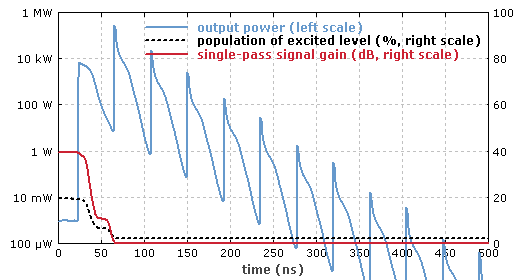 1 MW
100
output power (left scale)
population of excited level (%, right scale)
single-pass signal gain (dB, right scale)
10 kW
80
100 W
60
1 W
40
10 mW
20
100 μW
0
0 50 100 150 200 250 300 350 400 450 500
time (ns)